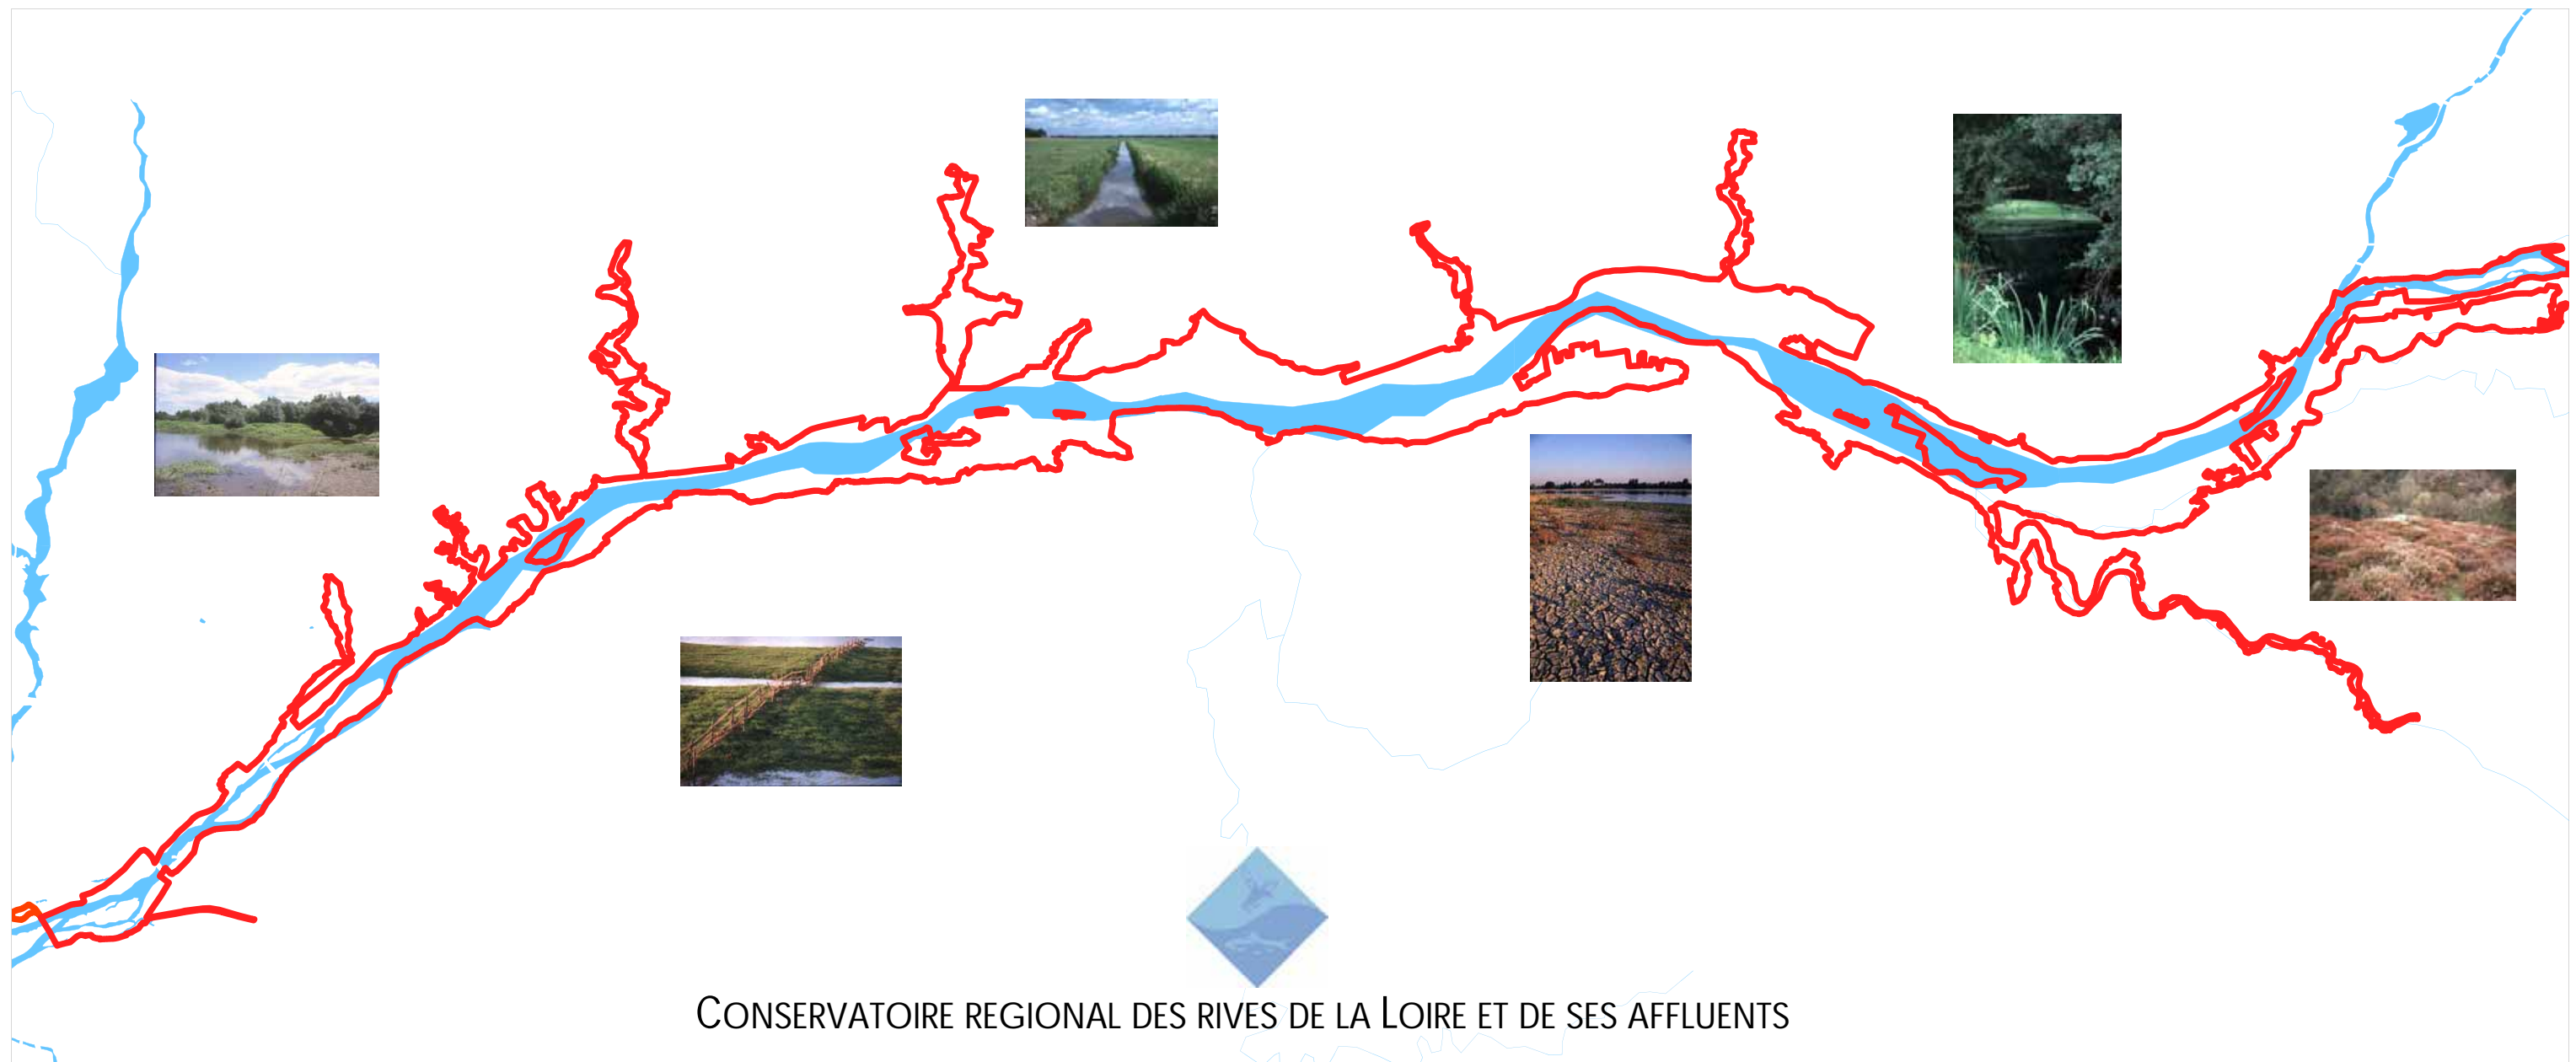 CONSERVATOIRE REGIONAL DES RIVES DE LA LOIRE ET DE SES AFFLUENTS